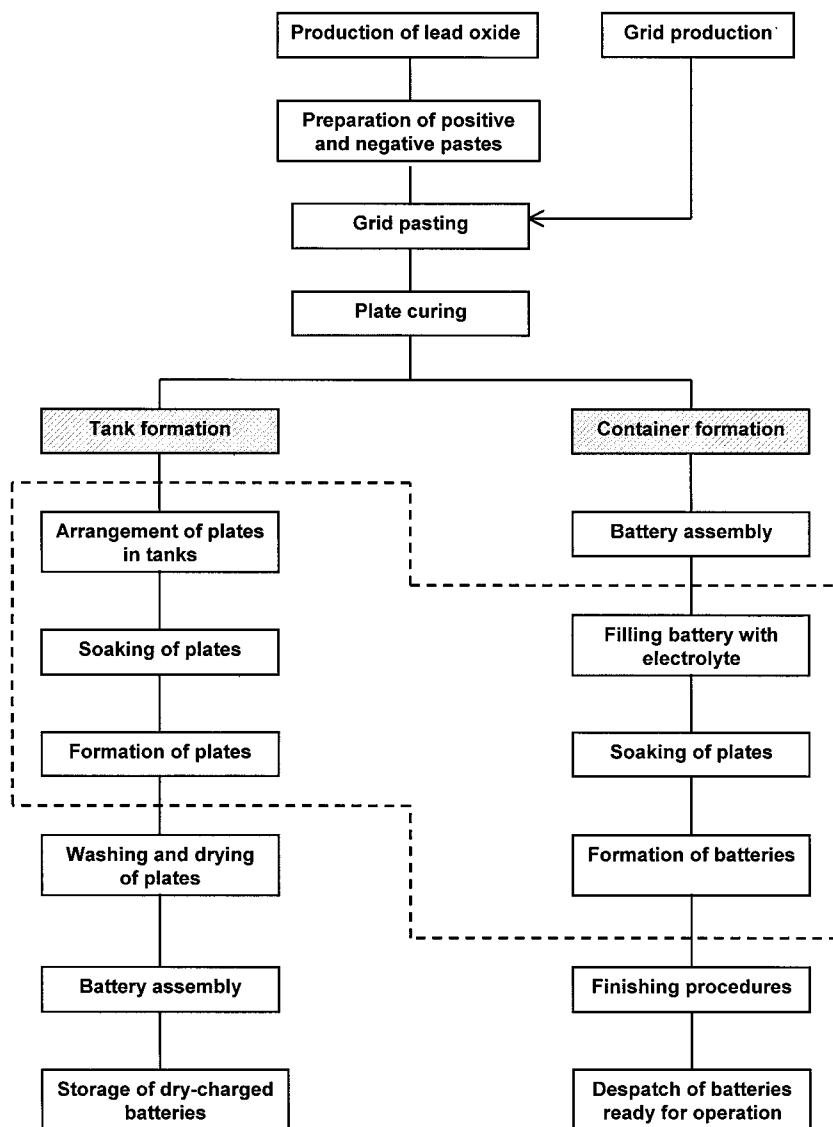 Production of lead oxide
Grid production
Preparation of positive
and negative pastes
Grid pasting
Plate curing
Tank formation
Container formation
Arrangement of plates
in tanks
Battery assembly
Soaking of plates
Filling battery with
electrolyte
Formation of plates
Soaking of plates
Washing and drying
of plates
Formation of batteries
Battery assembly
Finishing procedures
Storage of dry-charged
batteries
Despatch of batteries
ready for operation